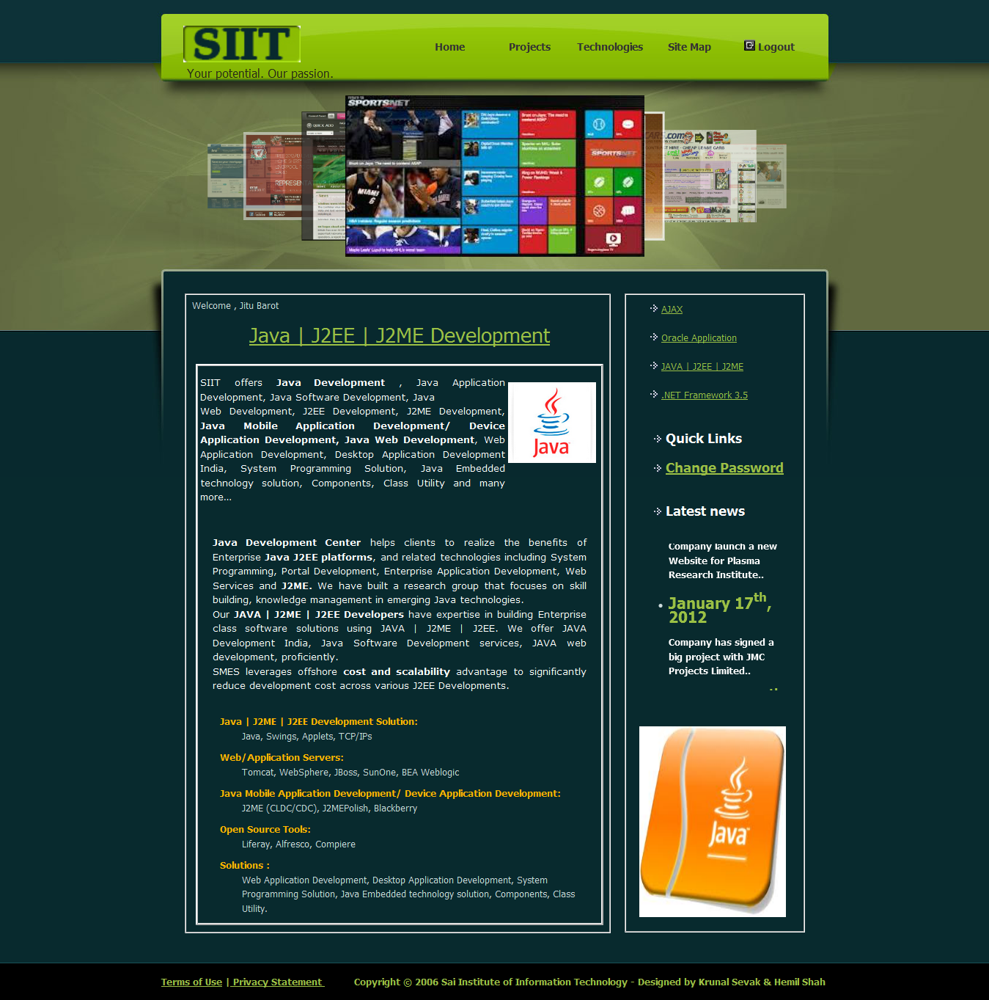 SIIT
Your potential. Our passion.
Home
Projects
Technologies
Site Map
Logout
SPORTSNET
QUICK ADD
MIAMI
6
CARS.com
Welcome , Jitu Barot
Java | J2EE | J2ME Development
SIIT offers Java Development , Java Application
Development, Java Software Development, Java
Web Development, J2EE Development, J2ME Development,
Java Mobile Application Development/ Device
Application Development, Java Web Development, Web
Application Development, Desktop Application Development
India, System Programming Solution, Java Embedded
technology solution, Components, Class Utility and many
more...
Java
Java Development Center helps clients to realize the benefits of
Enterprise Java J2EE platforms, and related technologies including System
Programming, Portal Development, Enterprise Application Development, Web
Services and J2ME. We have built a research group that focuses on skill
building, knowledge management in emerging Java technologies.
Our JAVA | J2ME | J2EE Developers have expertise in building Enterprise
class software solutions using JAVA | J2ME | J2EE. We offer JAVA
Development India, Java Software Development services, JAVA web
development, proficiently.
SMES leverages offshore cost and scalability advantage to significantly
reduce development cost across various J2EE Developments.
Java | J2ME | J2EE Development Solution:
Java, Swings, Applets, TCP/IPs
Web/Application Servers:
Tomcat, WebSphere, JBoss, SunOne, BEA Weblogic
Java Mobile Application Development/ Device Application Development:
J2ME (CLDC/CDC), J2MEPolish, Blackberry
Open Source Tools:
Liferay, Alfresco, Compiere
Solutions :
Web Application Development, Desktop Application Development, System
Programming Solution, Java Embedded technology solution, Components, Class
Utility.
AJAX
Oracle Application
JAVA | J2EE | J2ME
.NET Framework 3.5
Quick Links
Change Password
Latest news
Company launch a new
Website for Plasma
Research Institute..
• January 17th,
2012
Company has signed a
big project with JMC
Projects Limited..
Java
Terms of Use | Privacy Statement
Copyright © 2006 Sai Institute of Information Technology - Designed by Krunal Sevak & Hemil Shah